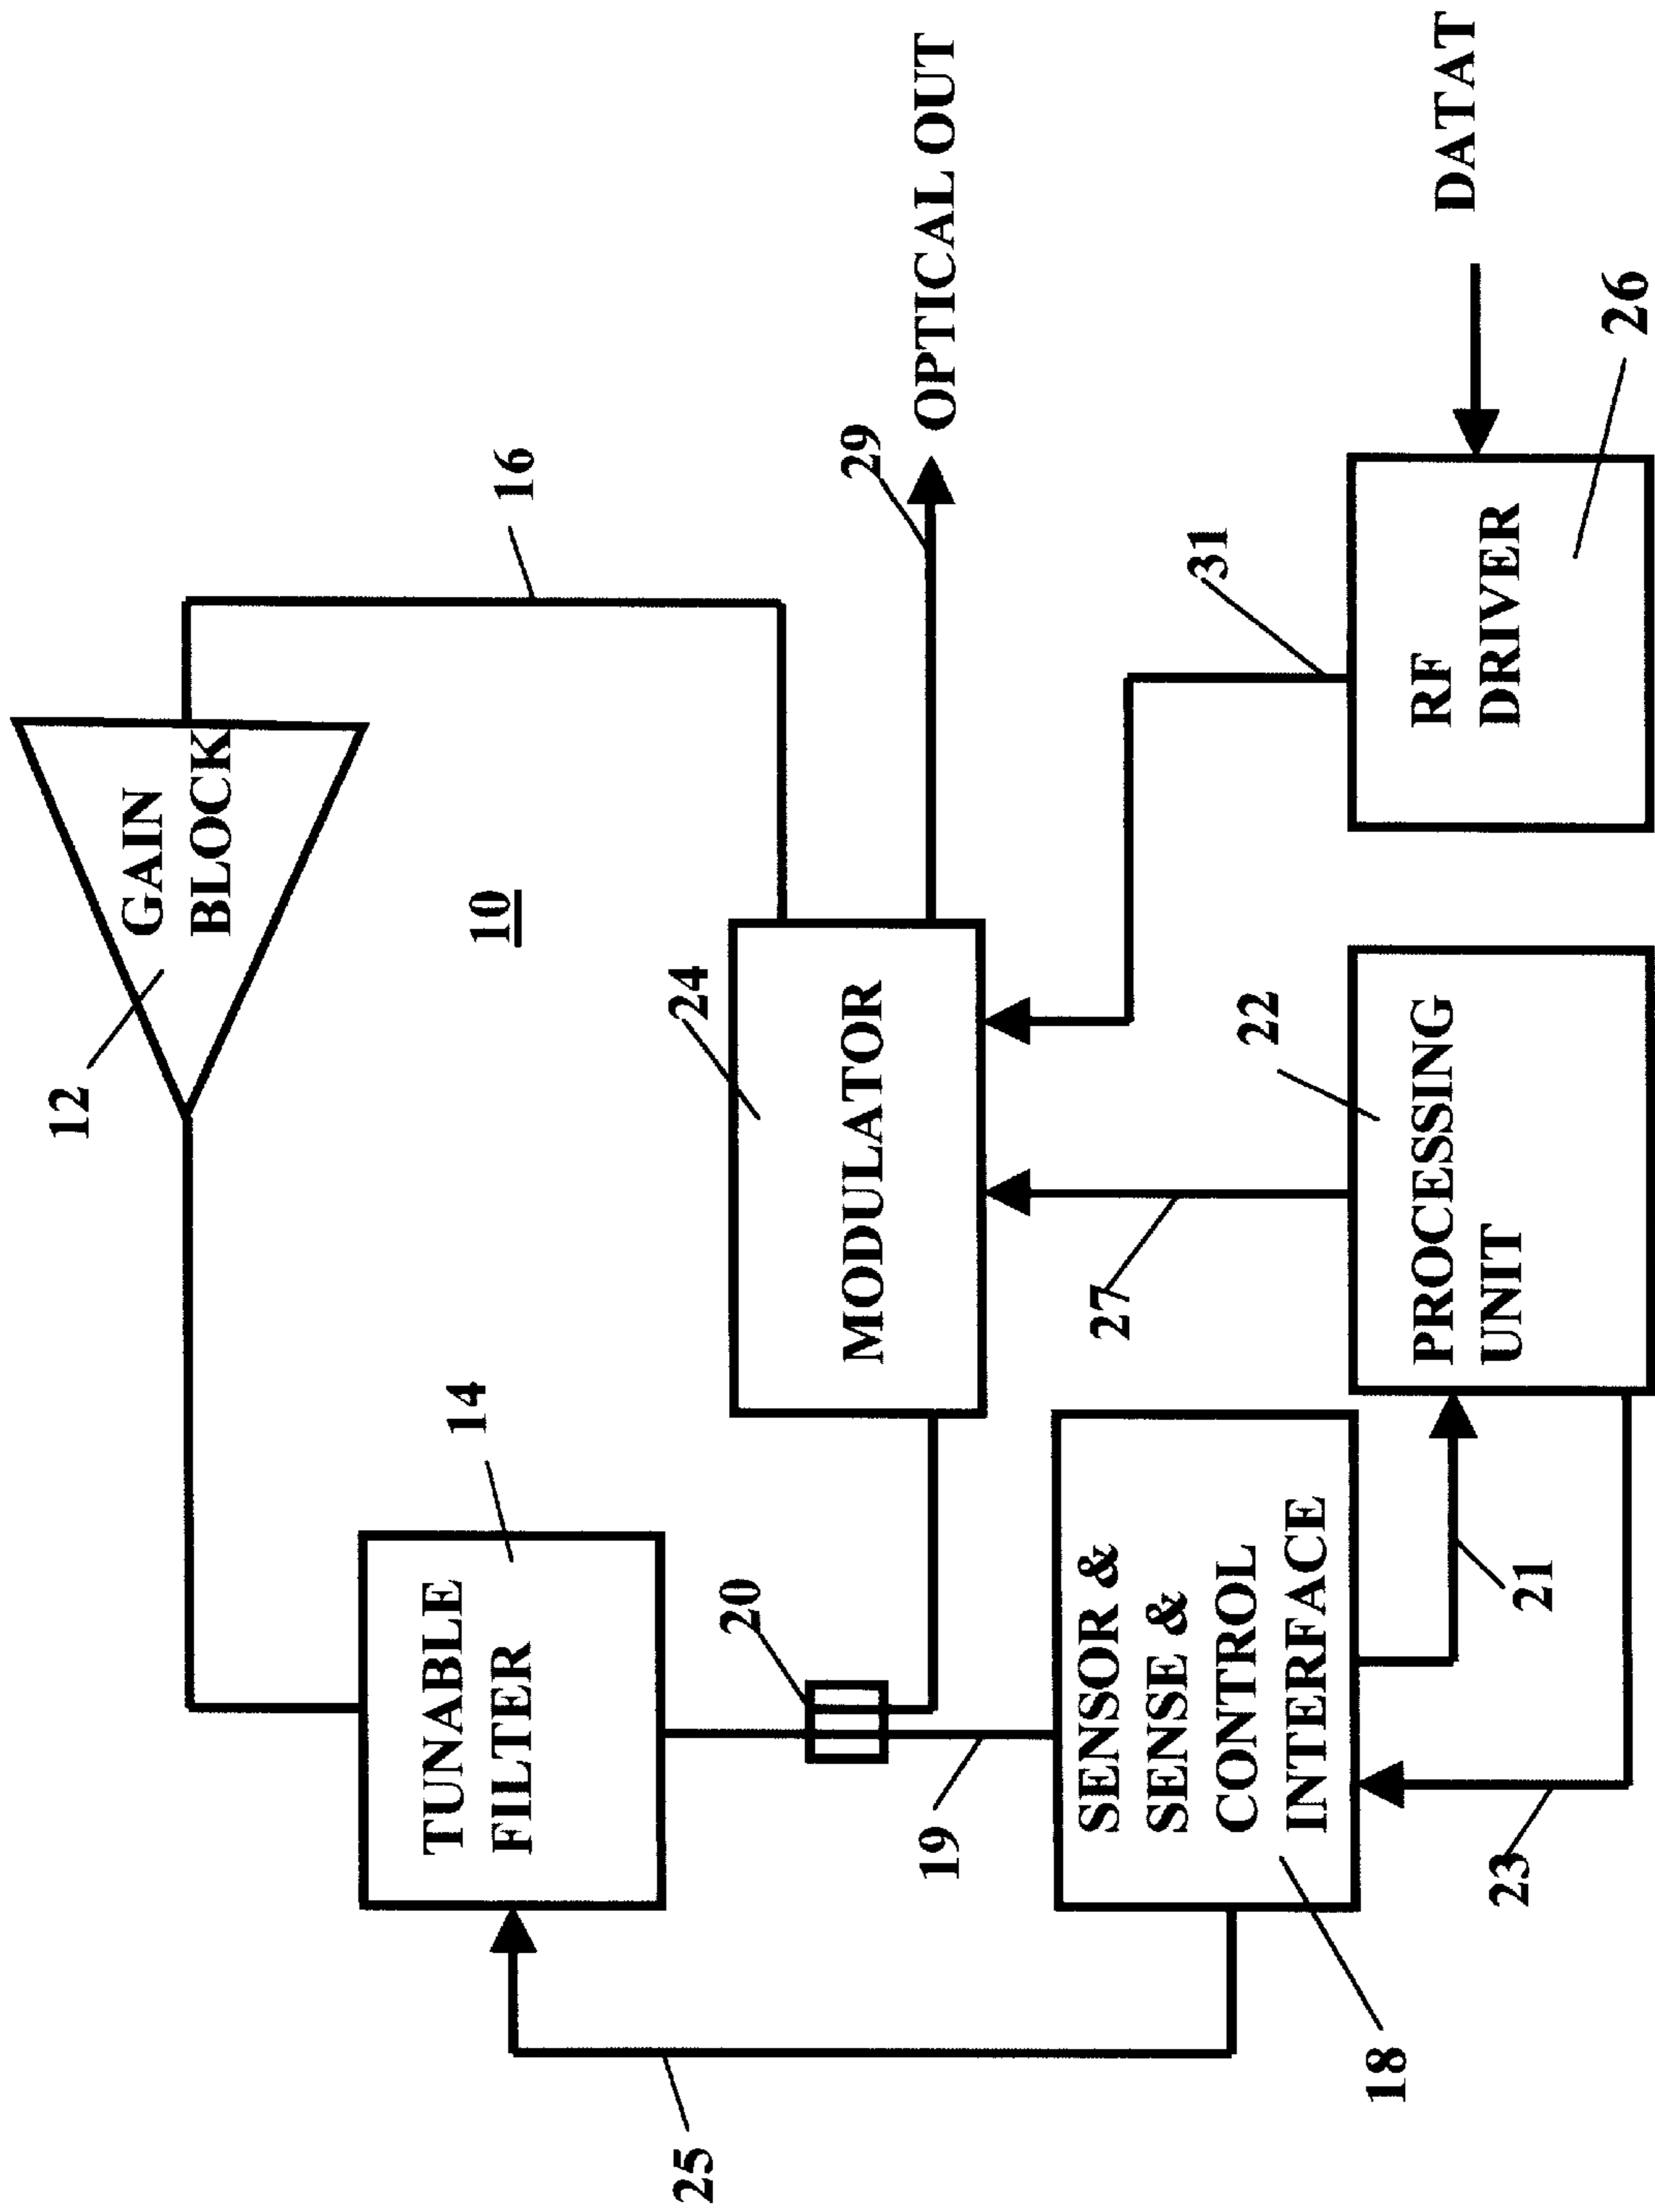 12
GAIN
BLOCK
16
14
TUNABLE
FILTER
10
25
20
24
MODULATOR
29
OPTICAL OUT
19
SENSOR &
SENSE &
CONTROL
INTERFACE
27
22
31
18
23
21
PROCESSING
UNIT
RF
DRIVER
DATAT
26